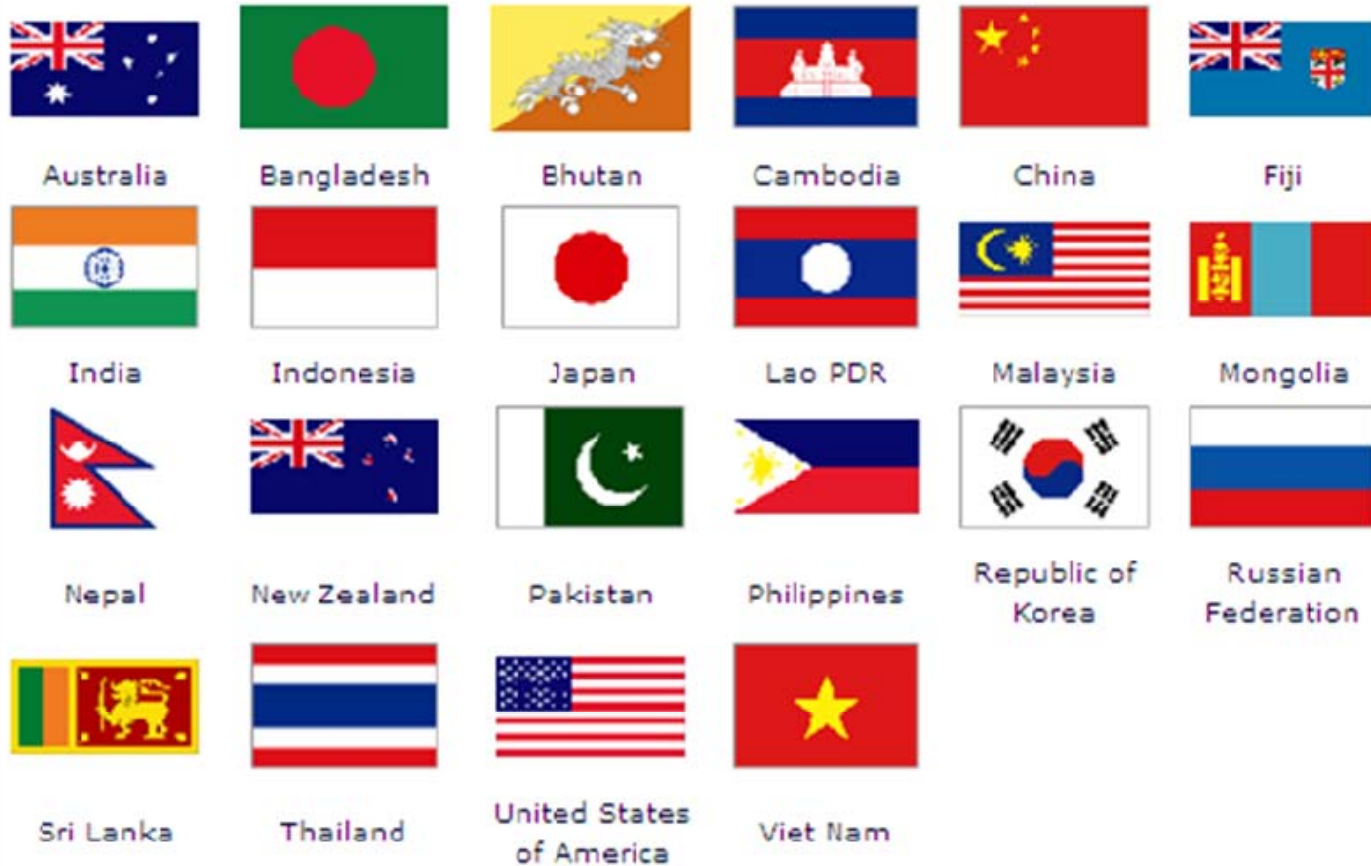 Australia
Bangladesh
Bhutan
Cambodia
China
Fiji
India
Indonesia
Japan
Lao PDR
Malaysia
Mongolia
Nepal
New Zealand
Pakistan
Philippines
Republic of
Korea
Russian
Federation
Sri Lanka
Thailand
United States
of America
Viet Nam